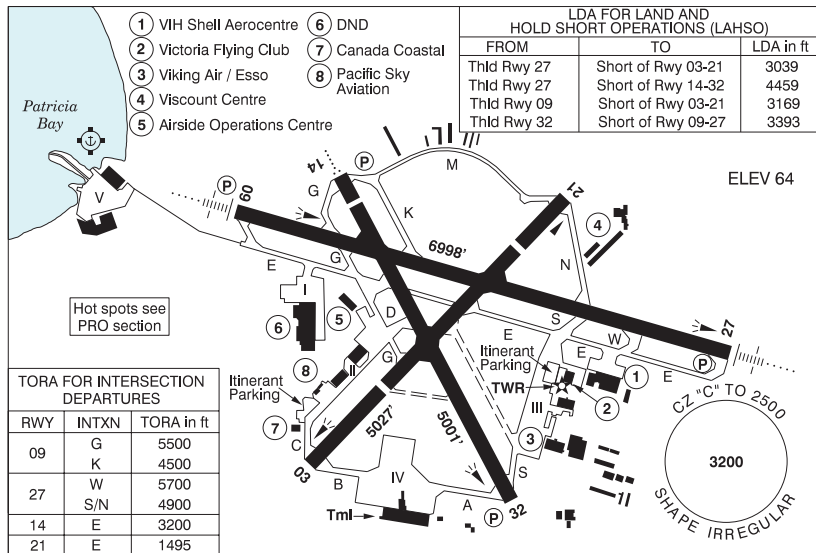 1 VIH Shell Aerocentre
2 Victoria Flying Club
3 Viking Air / Esso
4 Viscount Centre
5 Airside Operations Centre
6 DND
7 Canada Coastal
8 Pacific Sky
Aviation
LDA FOR LAND AND
HOLD SHORT OPERATIONS (LAHSO)
FROM TO LDA in ft
Thld Rwy 27 Short of Rwy 03-21 3039
Thld Rwy 27 Short of Rwy 14-32 4459
Thld Rwy 09 Short of Rwy 03-21 3169
Thld Rwy 32 Short of Rwy 09-27 3393
Patricia
Bay
V
P
09
14
P
G
K
M
21
ELEV 64
4
6998'
N
E
G
I
Hot spots see
PRO section
6
5
D
G
S
E
W
27
P
E
E
Itinerant
Parking
TWR
1
2
III
3
8
II
Itinerant
Parking
7
C
03
5027'
5001'
B
IV
A
S
Tml
P
32
CZ "C" TO 2500
3200
SHAPE IRREGULAR
TORA FOR INTERSECTION
DEPARTURES
RWY INTXN TORA in ft
09 G 5500
K 4500
27 W 5700
S/N 4900
14 E 3200
21 E 1495